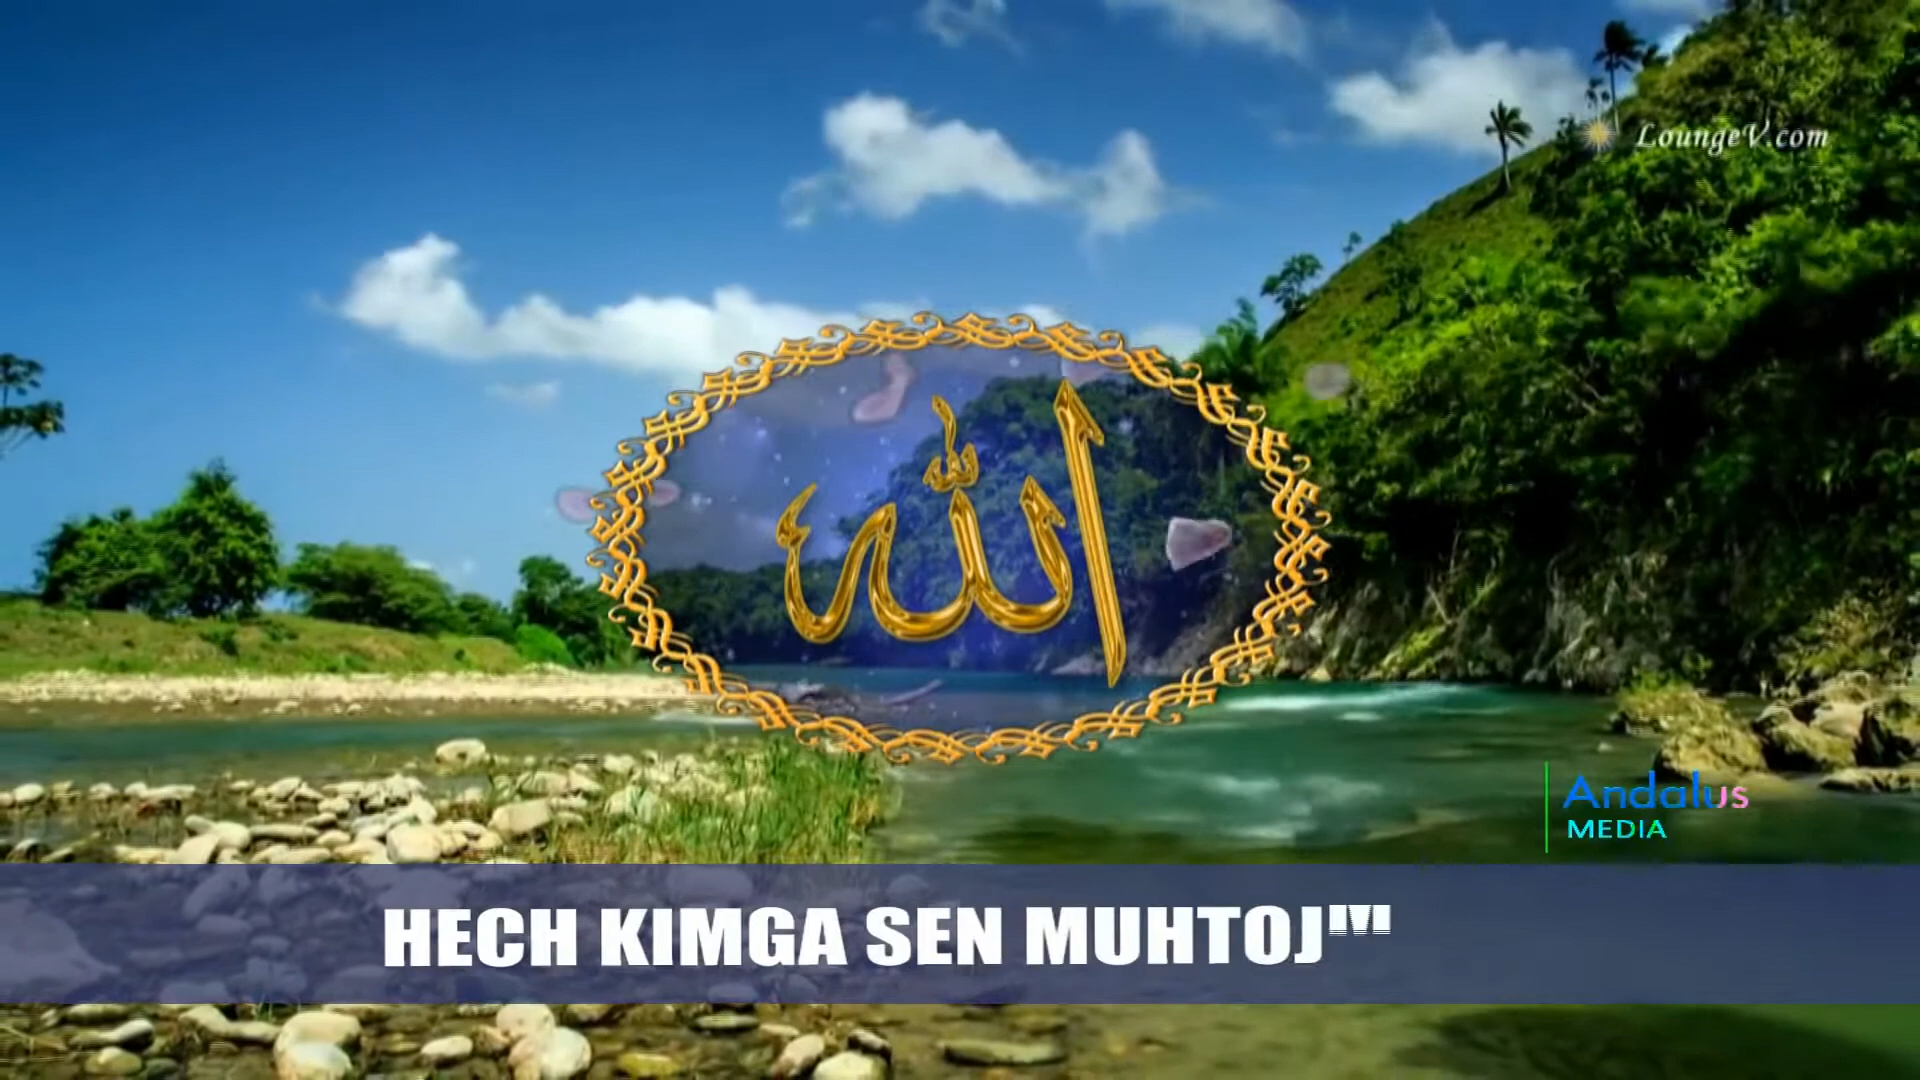 LoungeV.com
الله
Andalus
MEDIA
HECH KIMGA SEN MUHTOJ""